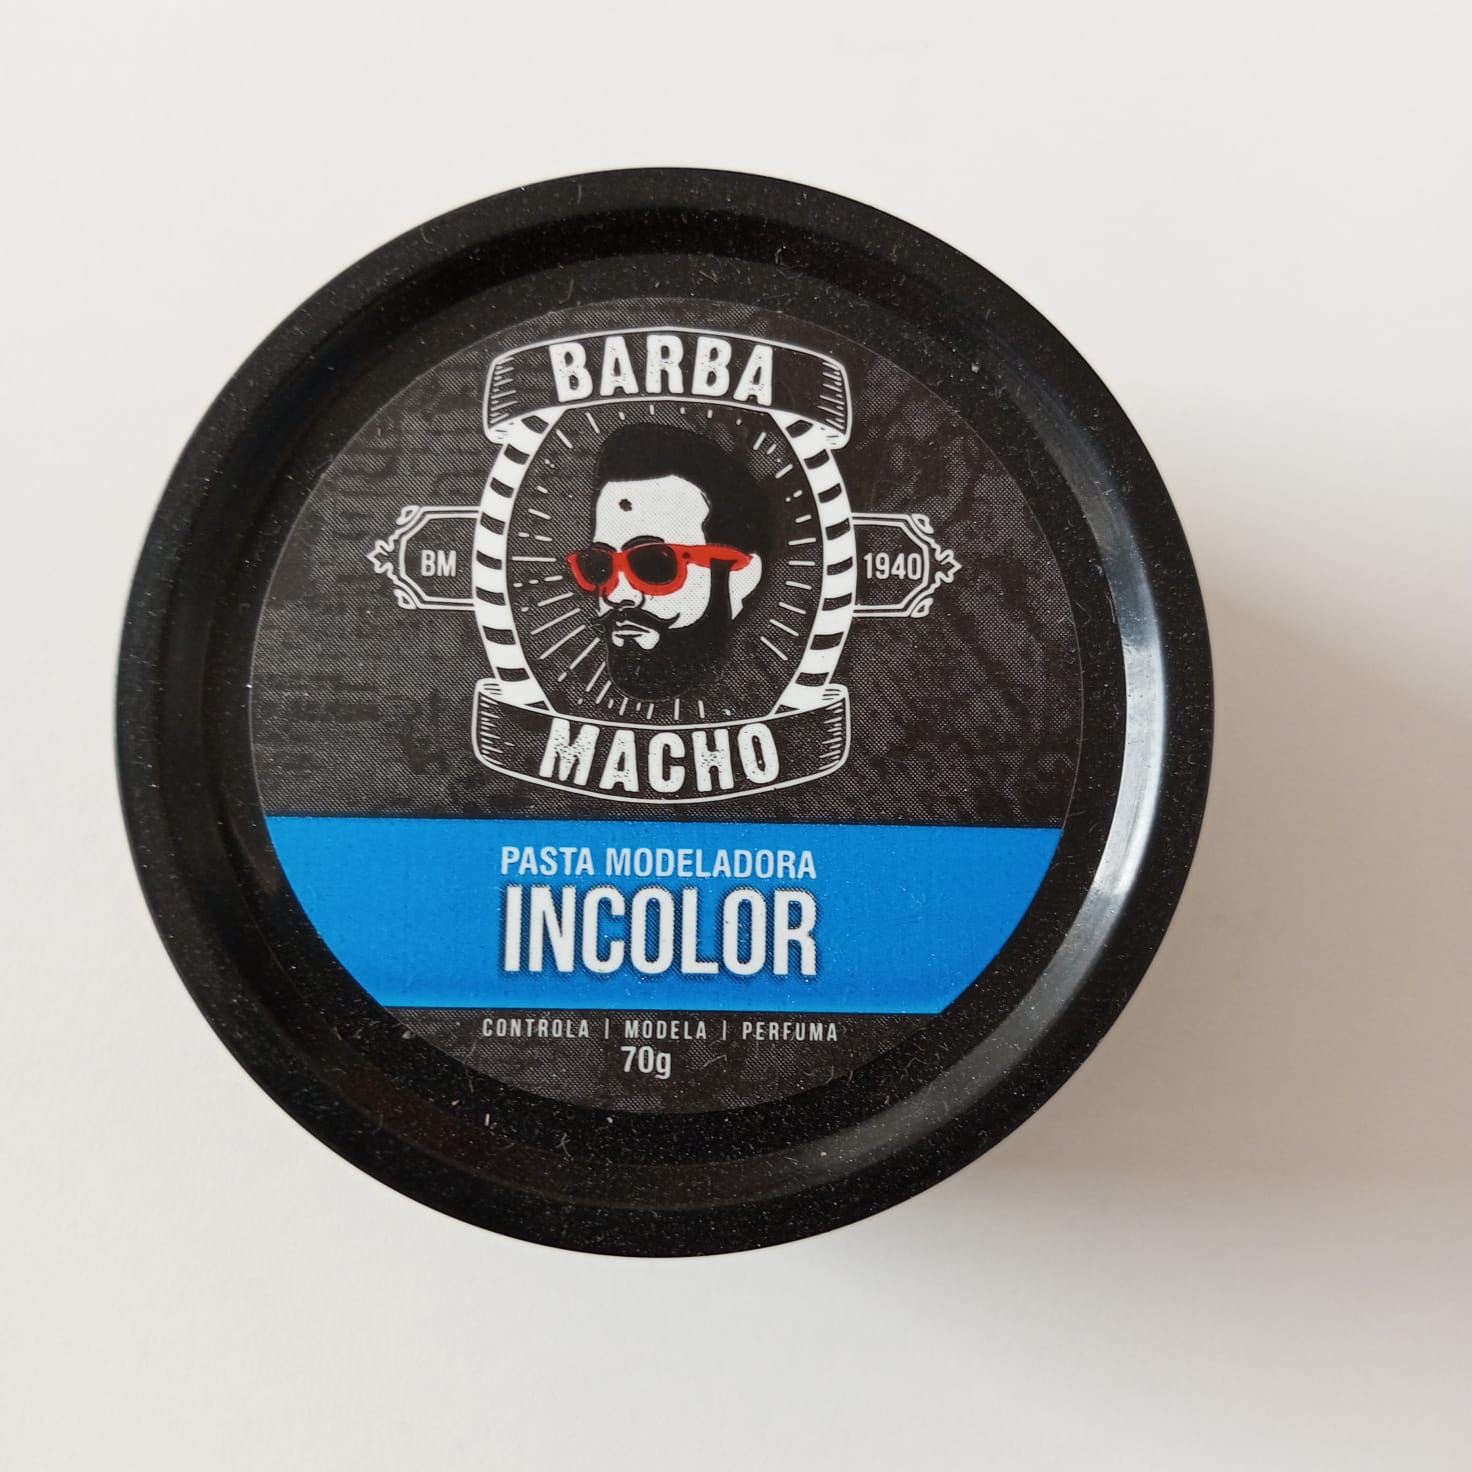 BARBA
BM
1940
MACHO
PASTA MODELADORA
INCOLOR
CONTROLA | MODELA | PERFUMA
70g